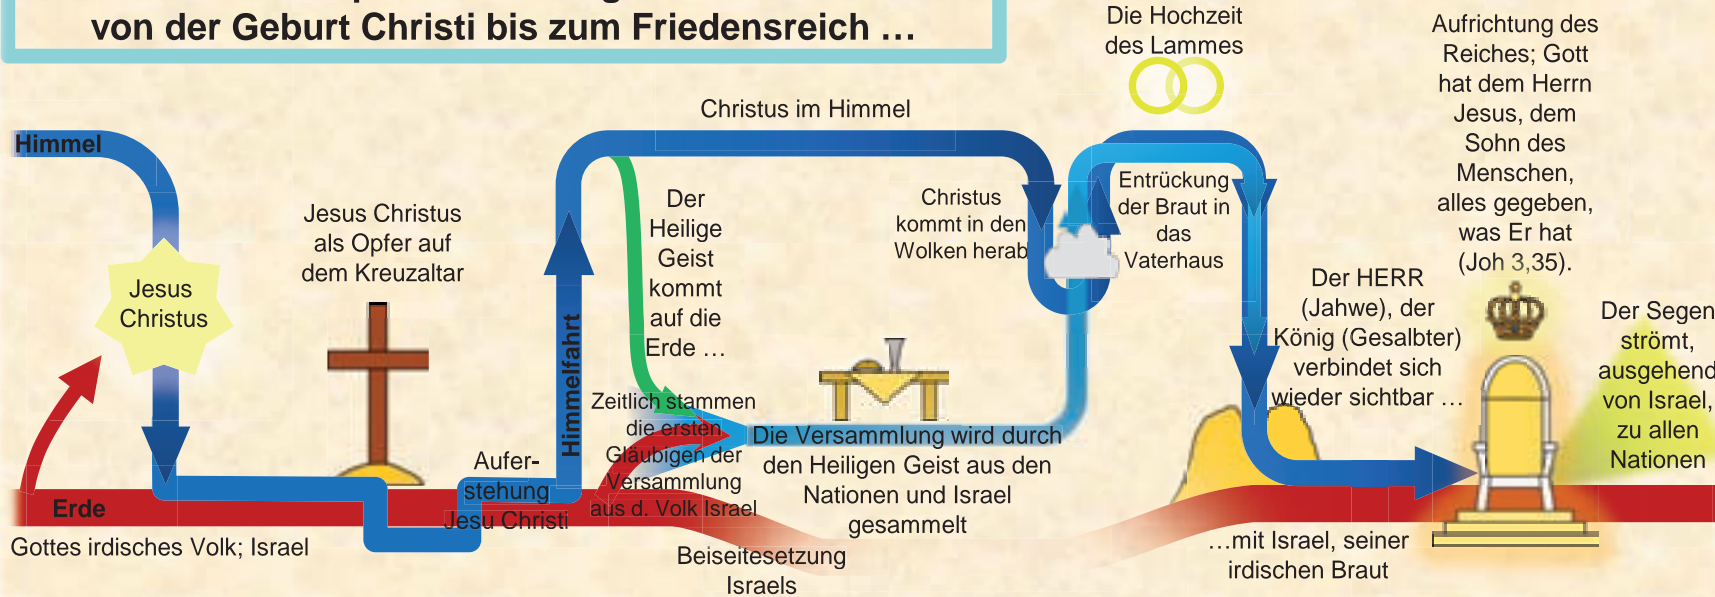 von der Geburt Christi bis zum Friedensreich …
Die Hochzeit
des Lammes
Aufrichtung des
Reiches; Gott
hat dem Herrn
Jesus, dem
Sohn des
Menschen,
alles gegeben,
was Er hat
(Joh 3,35).
Christus im Himmel
Himmel
Jesus
Christus
Jesus Christus
als Opfer auf
dem Kreuzaltar
Der
Heilige
Geist
kommt
auf die
Erde …
Christus
kommt in den
Wolken herab
Entrückung
der Braut in
das
Vaterhaus
Der HERR
(Jahwe), der
König (Gesalbter)
verbindet sich
wieder sichtbar …
Der Segen
strömt,
ausgehend
von Israel,
zu allen
Nationen
Himmelfahrt
Zeitlich stammen
die ersten
Gläubigen der
Versammlung
aus d. Volk Israel
Die Versammlung wird durch
den Heiligen Geist aus den
Nationen und Israel
gesammelt
Aufer-
stehung
Jesu Christi
Erde
Gottes irdisches Volk; Israel
Beiseitesetzung
Israels
…mit Israel, seiner
irdischen Braut